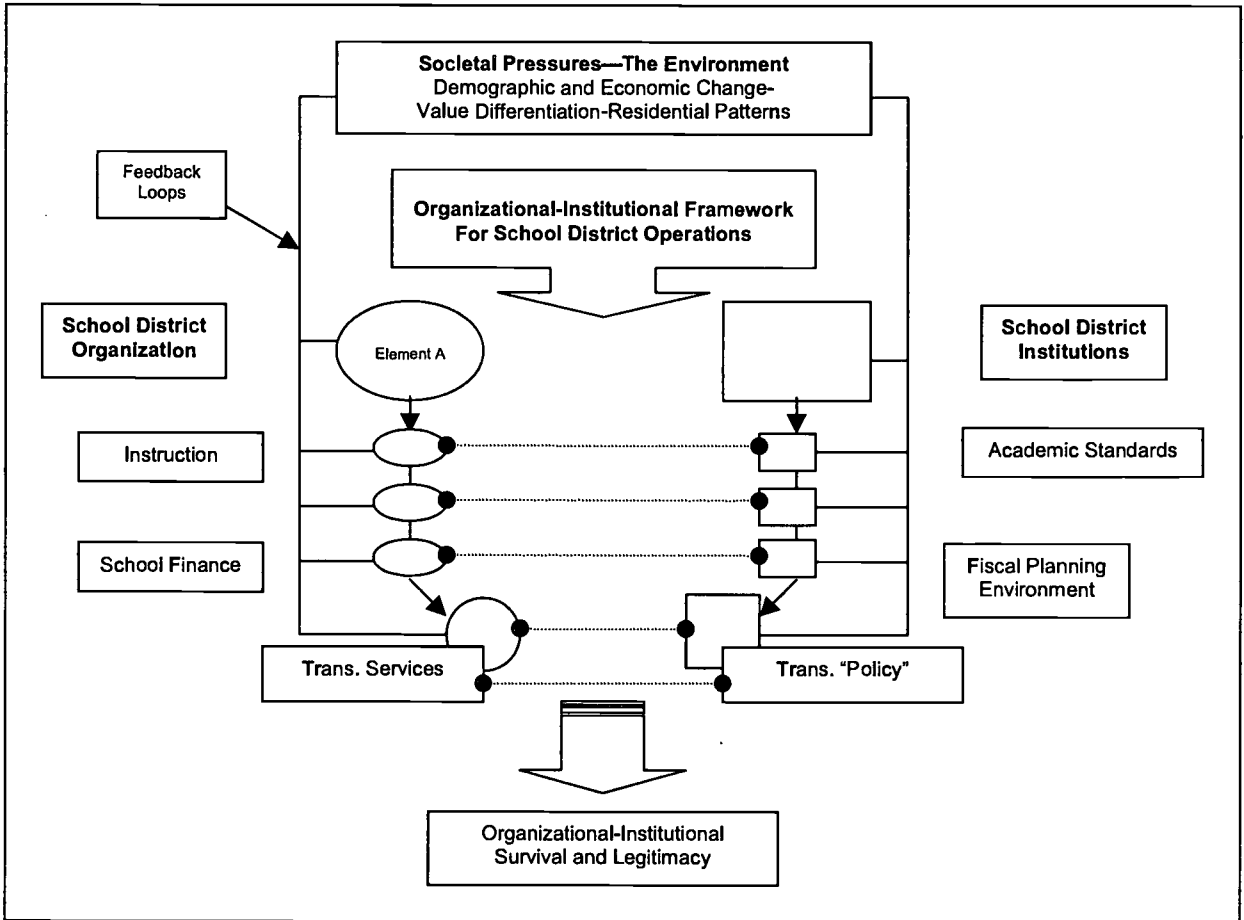 Societal Pressures—The Environment
Demographic and Economic Change-
Value Differentiation-Residential Patterns
Feedback
Loops
Organizational-Institutional Framework
For School District Operations
School District
Organization
Element A
School District
Institutions
Instruction
Academic Standards
School Finance
Fiscal Planning
Environment
Trans. Services
Trans. "Policy"
Organizational-Institutional
Survival and Legitimacy